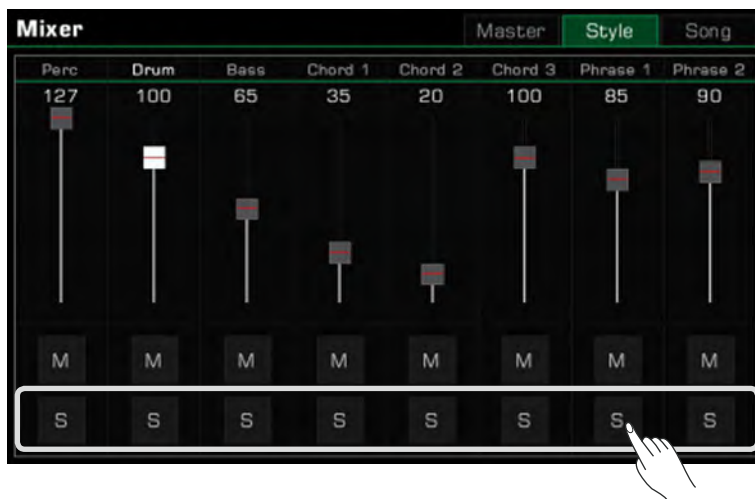 Mixer Master Style Song
Perc Drum Bass Chord 1 Chord 2 Chord 3 Phrase 1 Phrase 2
127 100 65 35 20 100 85 90
M M M M M M M M
S S S S S S S S